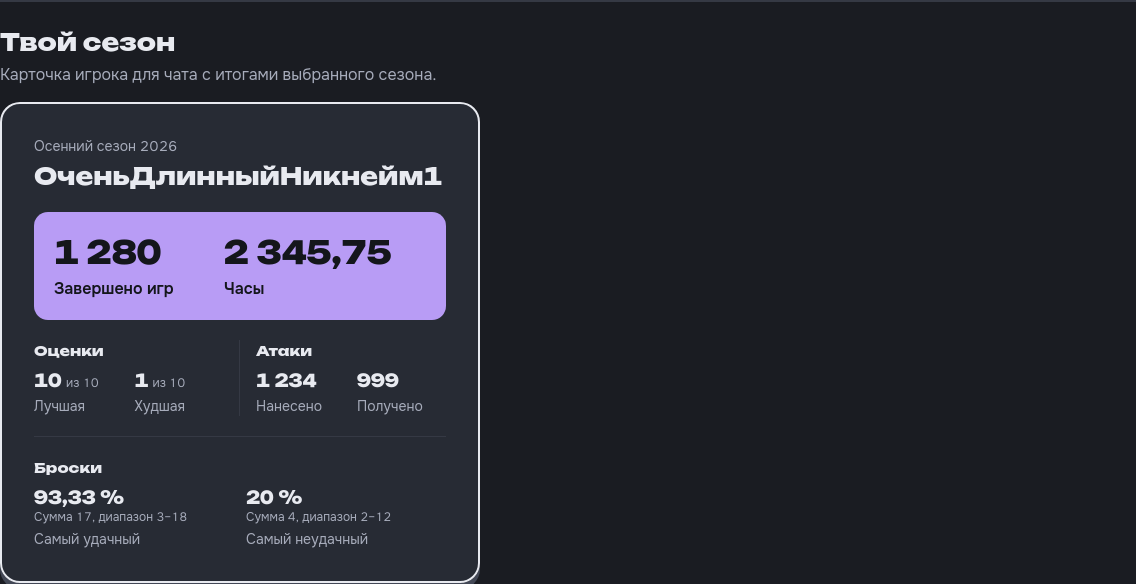 Твой сезон
Карточка игрока для чата с итогами выбранного сезона.
Осенний сезон 2026
ОченьДлинныйНикнейм1
1 280 2 345,75
Завершено игр Часы
Оценки Атаки
10 из 10 1 из 10 1 234 999
Лучшая Худшая Нанесено Получено
Броски
93,33 % 20 %
Сумма 17, диапазон 3–18 Сумма 4, диапазон 2–12
Самый удачный Самый неудачный